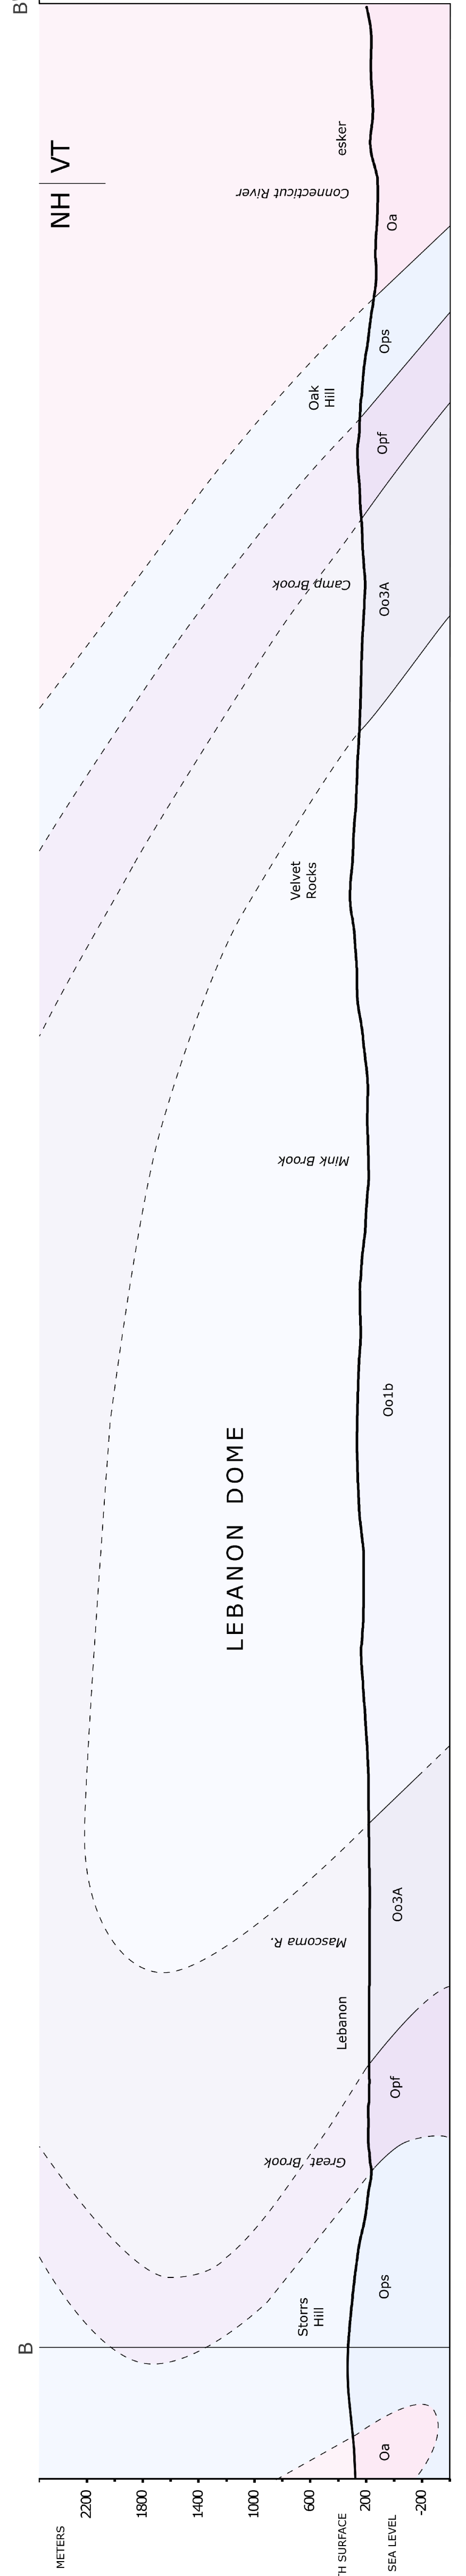 B'
NH VT
esker
Connecticut River
Oa
Ops
Oak
Hill
Opf
Camp Brook
Oo3A
Velvet
Rocks
Mink Brook
Oo1b
LEBANON DOME
Oo3A
Mascoma R.
Lebanon
Opf
Great Brook
Ops
Storrs
Hill
B
Oa
METERS
2200
1800
1400
1000
600
200
-200
TH SURFACE
SEA LEVEL